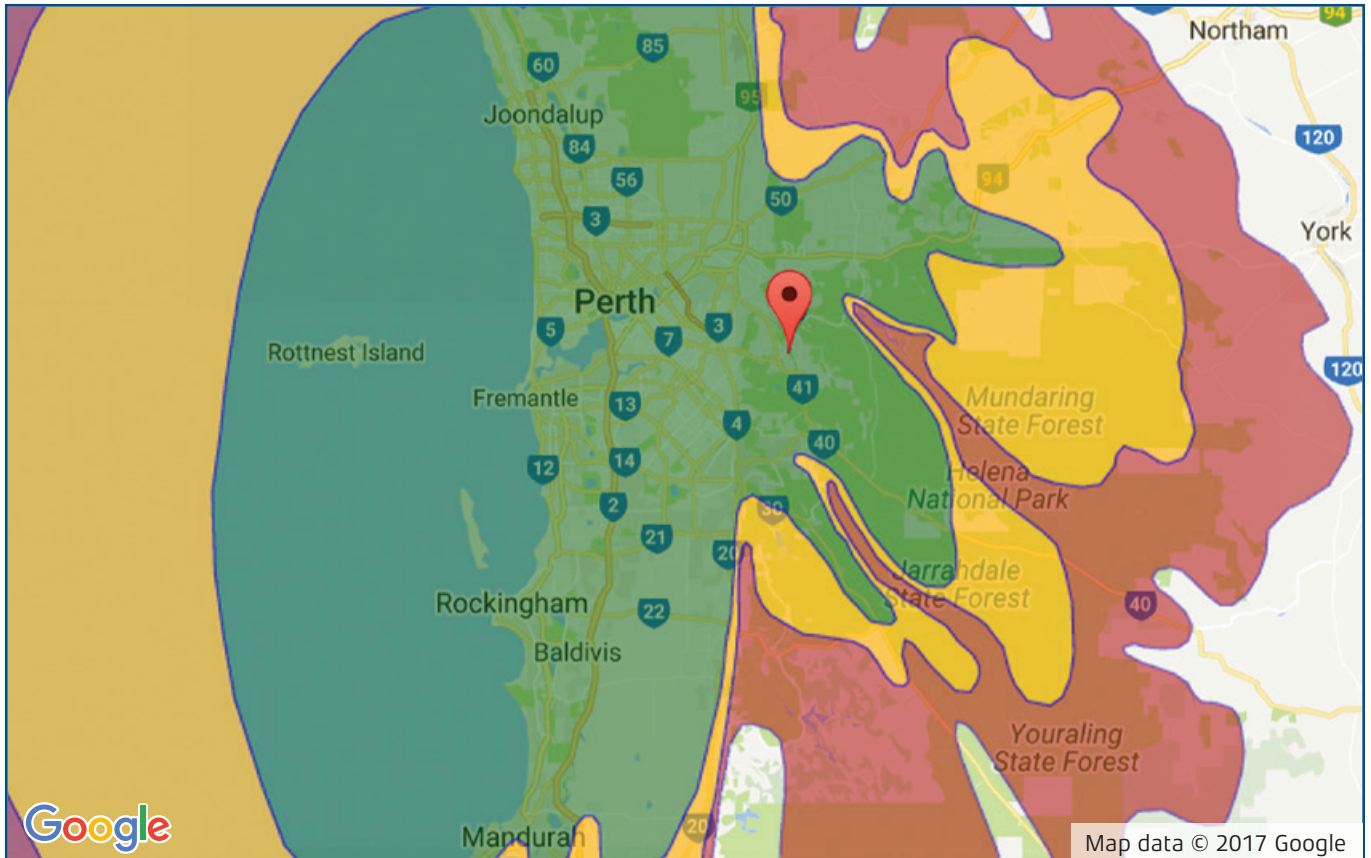 94
Northam
85
60
95
Joondalup
84
120
56
94
50
3
York
Perth
5
3
7
Rottnest Island
120
41
Fremantle
13
Mundaring
State Forest
4
40
12
14
Helena
National Park
2
30
21
20
Jarrahdale
State Forest
Rockingham
22
40
Baldivis
Youraling
State Forest
Google
20
Mandurah
Map data © 2017 Google